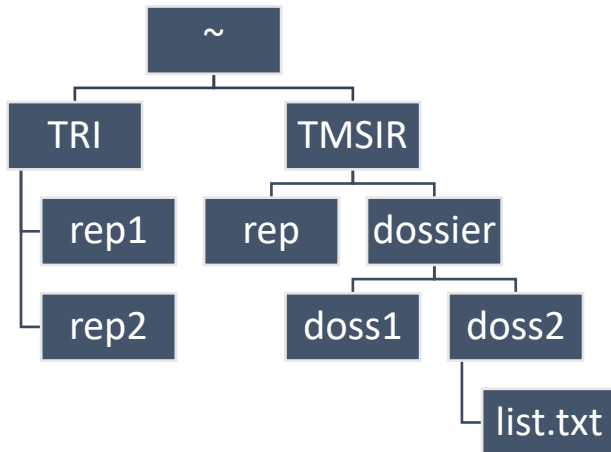 ~
TRI
TMSIR
rep1
rep
dossier
rep2
doss1
doss2
list.txt